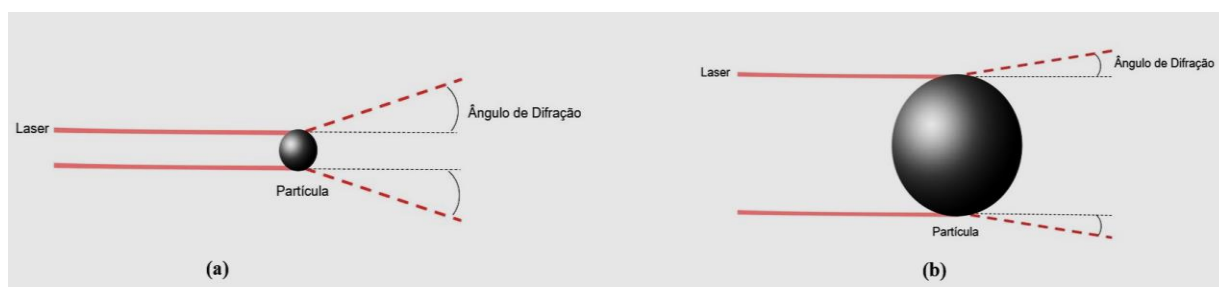 Laser
Ângulo de Difração
Partícula
(a)
Laser
Ângulo de Difração
Partícula
(b)